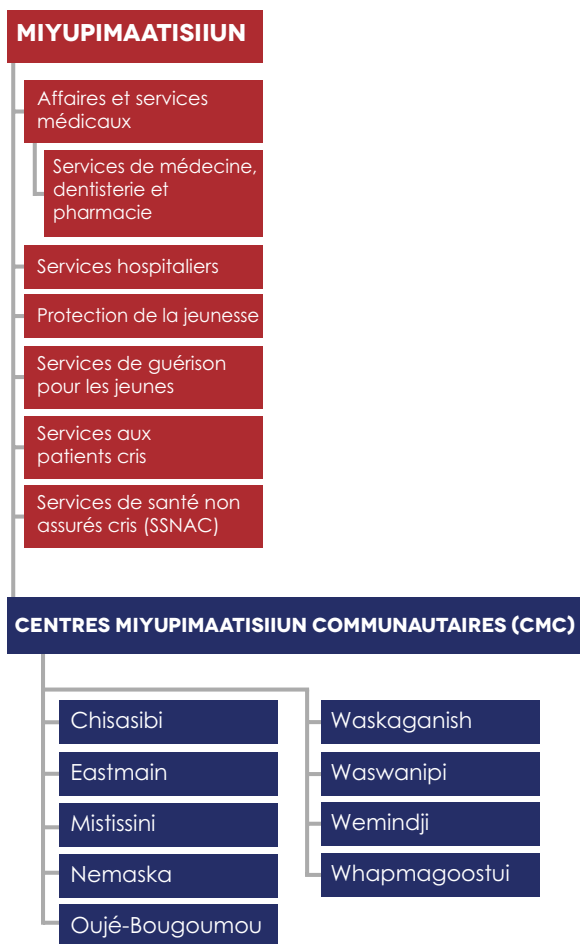 MIYUPIMAATISIIUN
Affaires et services
médicaux
Services de médecine,
dentisterie et
pharmacie
Services hospitaliers
Protection de la jeunesse
Services de guérison
pour les jeunes
Services aux
patients cris
Services de santé non
assurés cris (SSNAC)
CENTRES MIYUPIMAATISIIUN COMMUNAUTAIRES (CMC)
Chisasibi
Eastmain
Mistissini
Nemaska
Oujé-Bougoumou
Waskaganish
Waswanipi
Wemindji
Whapmagoostui